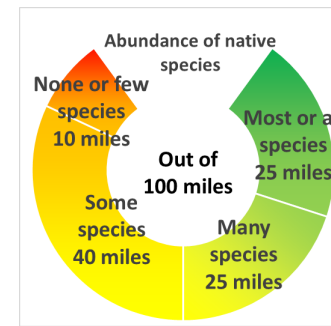 Abundance of native
species
None or few
species
10 miles
Most or a
species
25 miles
Out of
100 miles
Some
species
40 miles
Many
species
25 miles